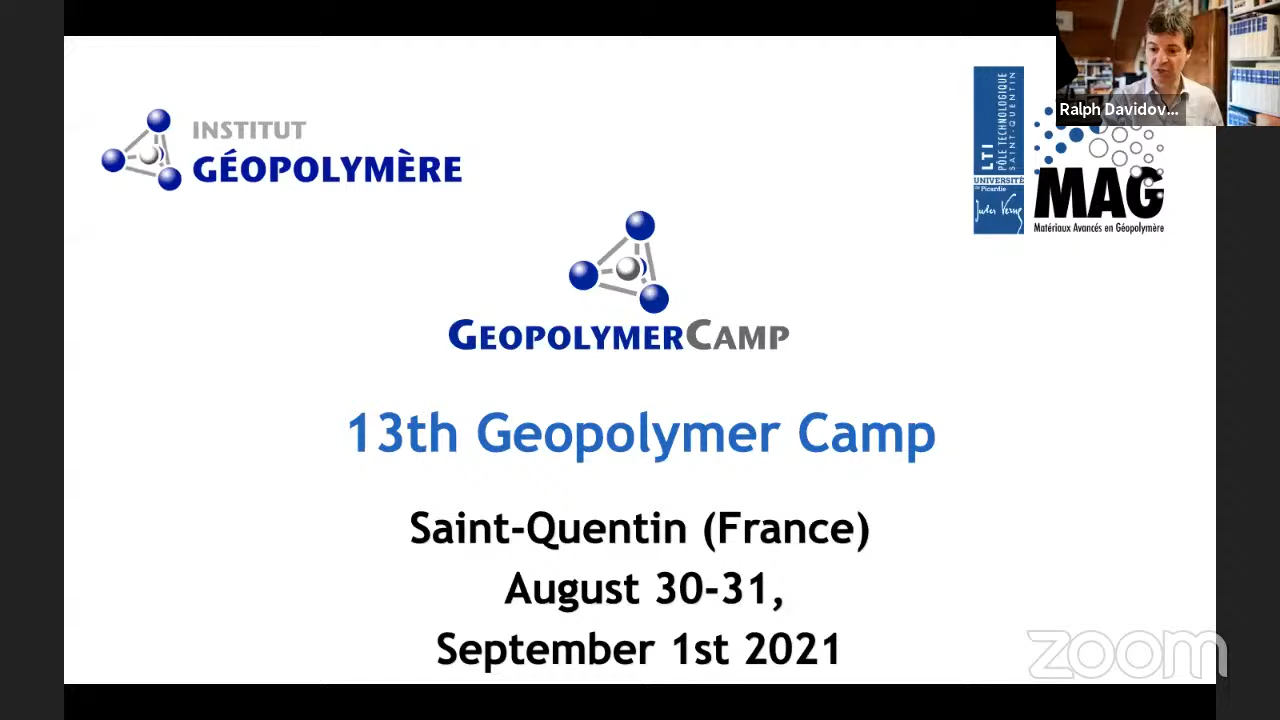 INSTITUT
GÉOPOLYMÈRE
LTI
PÔLE TECHNOLOGIQUE
SAINT-QUENTIN
UNIVERSITÉ
de Picardie
Jules Verne
Ralph Davidov...
MAG
Matériaux Avancés en Géopolymère
GEOPOLYMERCAMP
13th Geopolymer Camp
Saint-Quentin (France)
August 30-31,
September 1st 2021
zoom